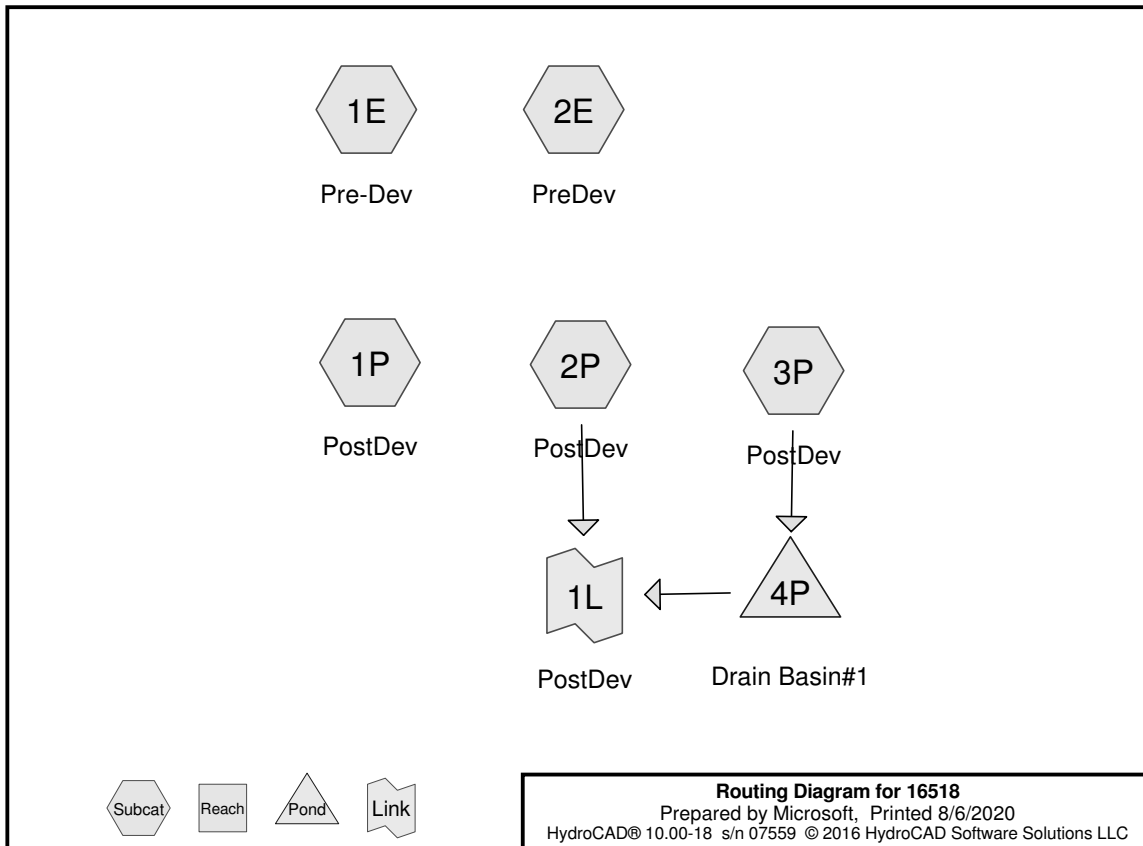 1E
2E
Pre-Dev
PreDev
1P
2P
3P
PostDev
PostDev
PostDev
1L
4P
PostDev
Drain Basin#1
Subcat
Reach
Pond
Link
Routing Diagram for 16518
Prepared by Microsoft, Printed 8/6/2020
HydroCAD® 10.00-18 s/n 07559 © 2016 HydroCAD Software Solutions LLC